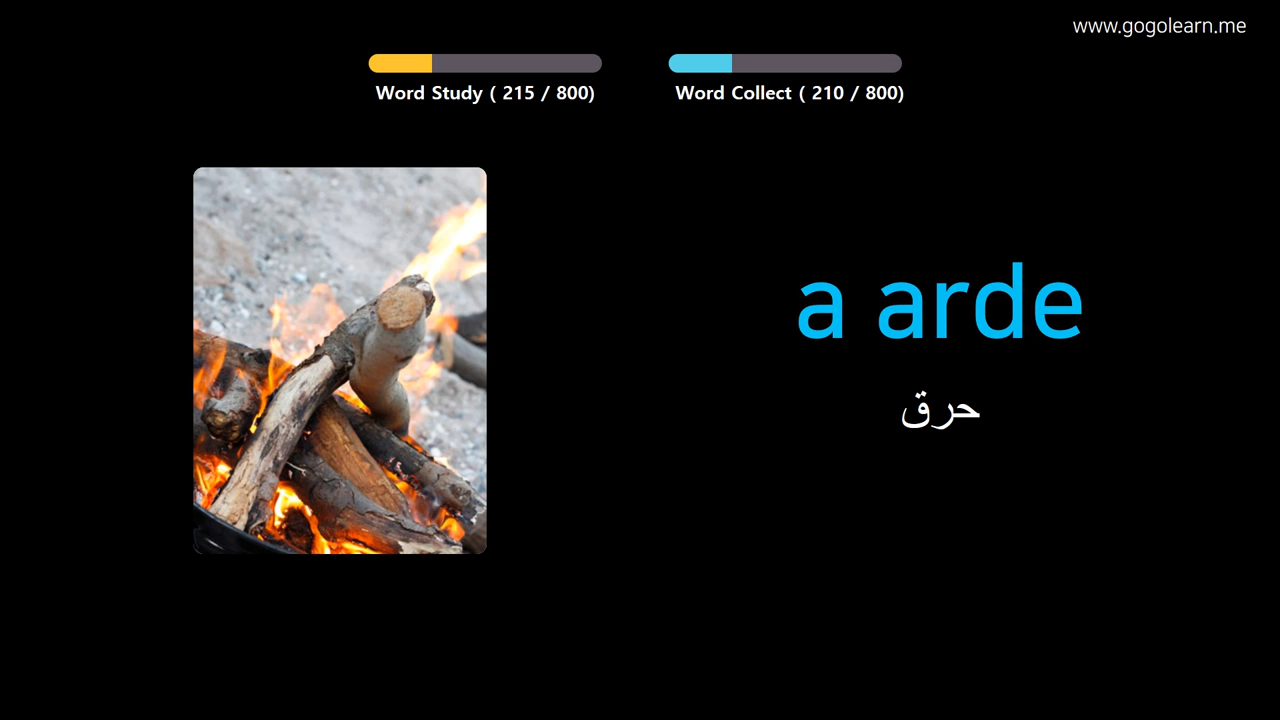 www.gogolearn.me
Word Study ( 215 / 800)
Word Collect ( 210 / 800)
a arde
حرق